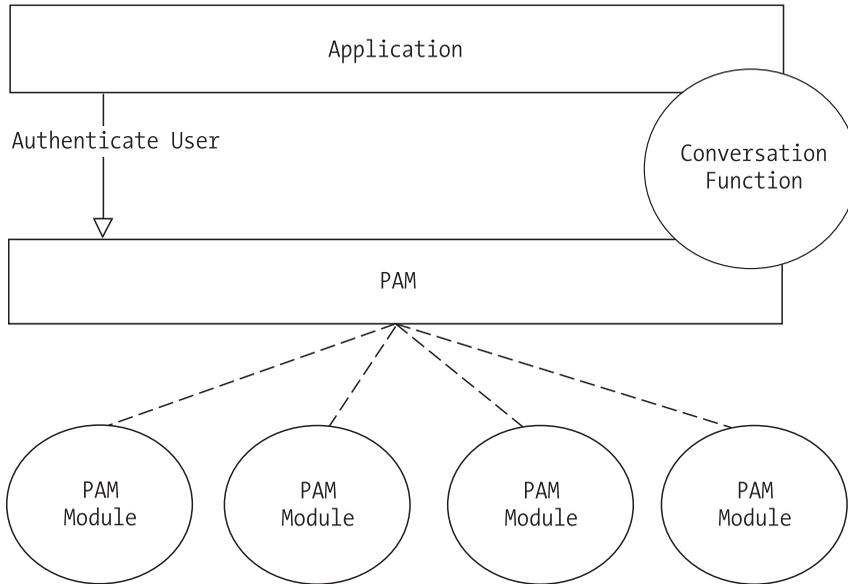 Application
Authenticate User
Conversation
Function
PAM
PAM
Module
PAM
Module
PAM
Module
PAM
Module